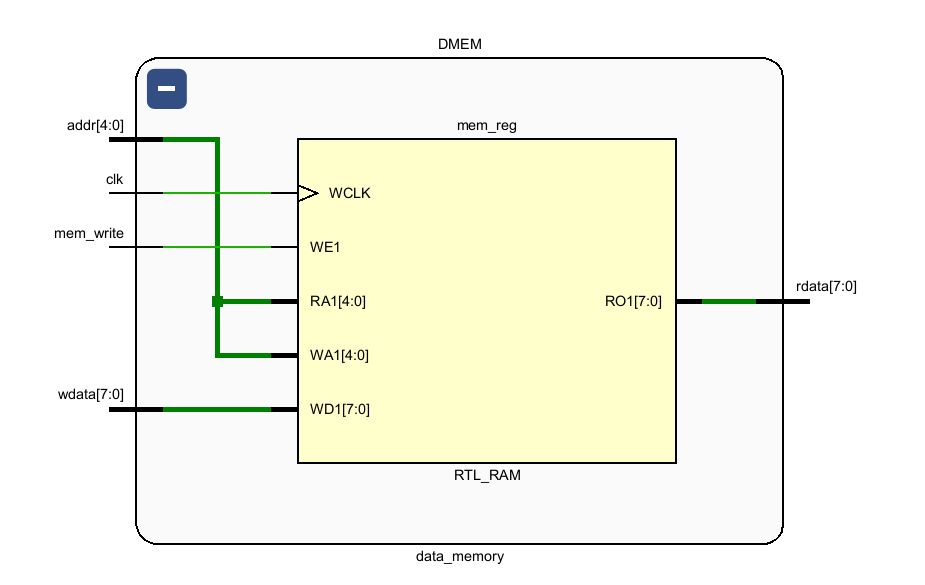 DMEM
addr[4:0]
mem_reg
clk
WCLK
mem_write
WE1
rdata[7:0]
RA1[4:0]
RO1[7:0]
WA1[4:0]
wdata[7:0]
WD1[7:0]
RTL_RAM
data_memory